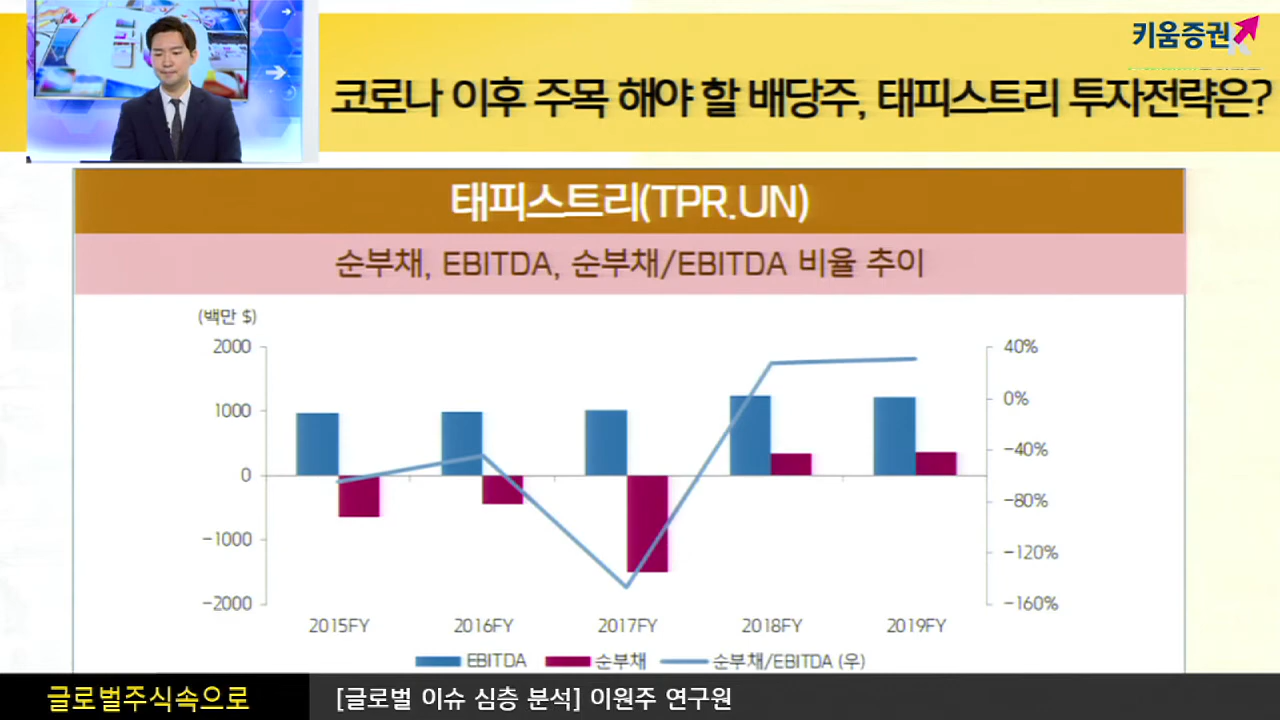 키움증권
코로나 이후 주목 해야 할 배당주, 태피스트리 투자전략은?
태피스트리(TPR.UN)
순부채, EBITDA, 순부채/EBITDA 비율 추이
(백만 $)
2000
1000
0
-1000
-2000
40%
0%
-40%
-80%
-120%
-160%
2015FY 2016FY 2017FY 2018FY 2019FY
EBITDA 순부채 순부채/EBITDA (우)
글로벌주식속으로
[글로벌 이슈 심층 분석] 이원주 연구원